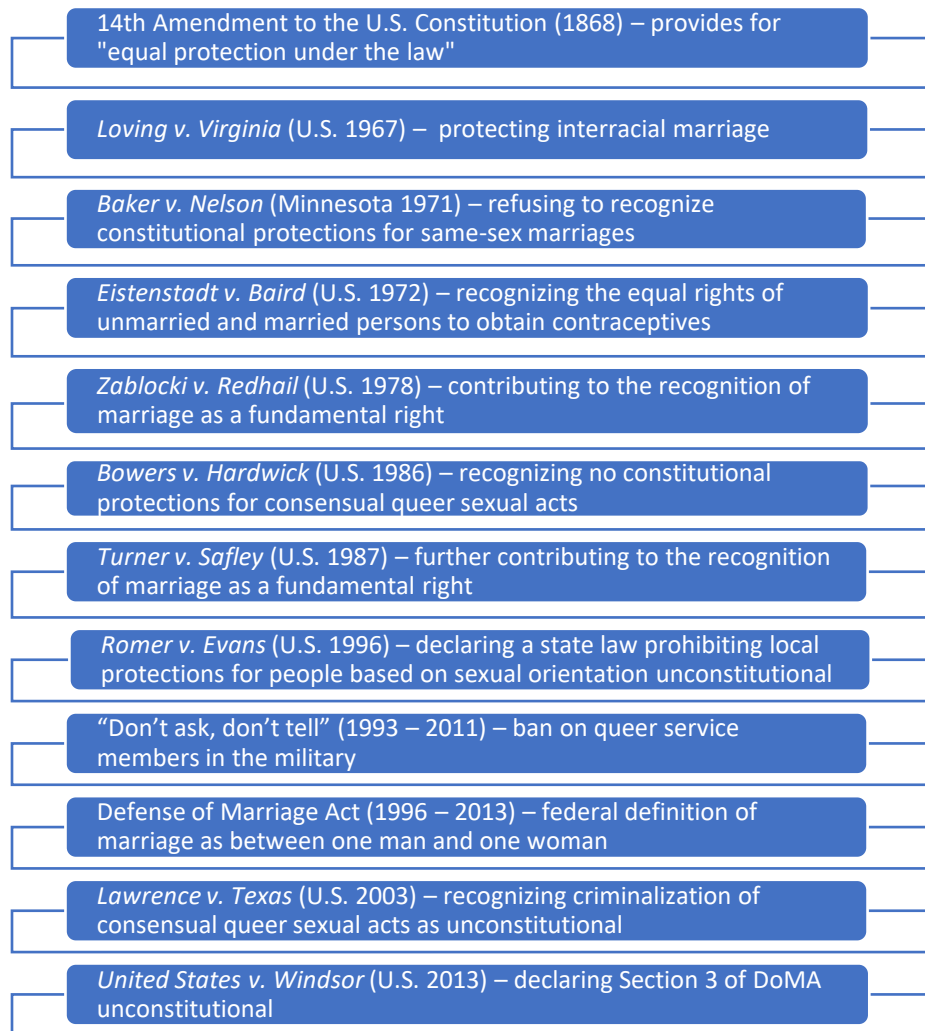 14th Amendment to the U.S. Constitution (1868) – provides for
"equal protection under the law"
Loving v. Virginia (U.S. 1967) – protecting interracial marriage
Baker v. Nelson (Minnesota 1971) – refusing to recognize
constitutional protections for same-sex marriages
Eistenstadt v. Baird (U.S. 1972) – recognizing the equal rights of
unmarried and married persons to obtain contraceptives
Zablocki v. Redhail (U.S. 1978) – contributing to the recognition of
marriage as a fundamental right
Bowers v. Hardwick (U.S. 1986) – recognizing no constitutional
protections for consensual queer sexual acts
Turner v. Safley (U.S. 1987) – further contributing to the recognition
of marriage as a fundamental right
Romer v. Evans (U.S. 1996) – declaring a state law prohibiting local
protections for people based on sexual orientation unconstitutional
“Don’t ask, don’t tell” (1993 – 2011) – ban on queer service
members in the military
Defense of Marriage Act (1996 – 2013) – federal definition of
marriage as between one man and one woman
Lawrence v. Texas (U.S. 2003) – recognizing criminalization of
consensual queer sexual acts as unconstitutional
United States v. Windsor (U.S. 2013) – declaring Section 3 of DoMA
unconstitutional